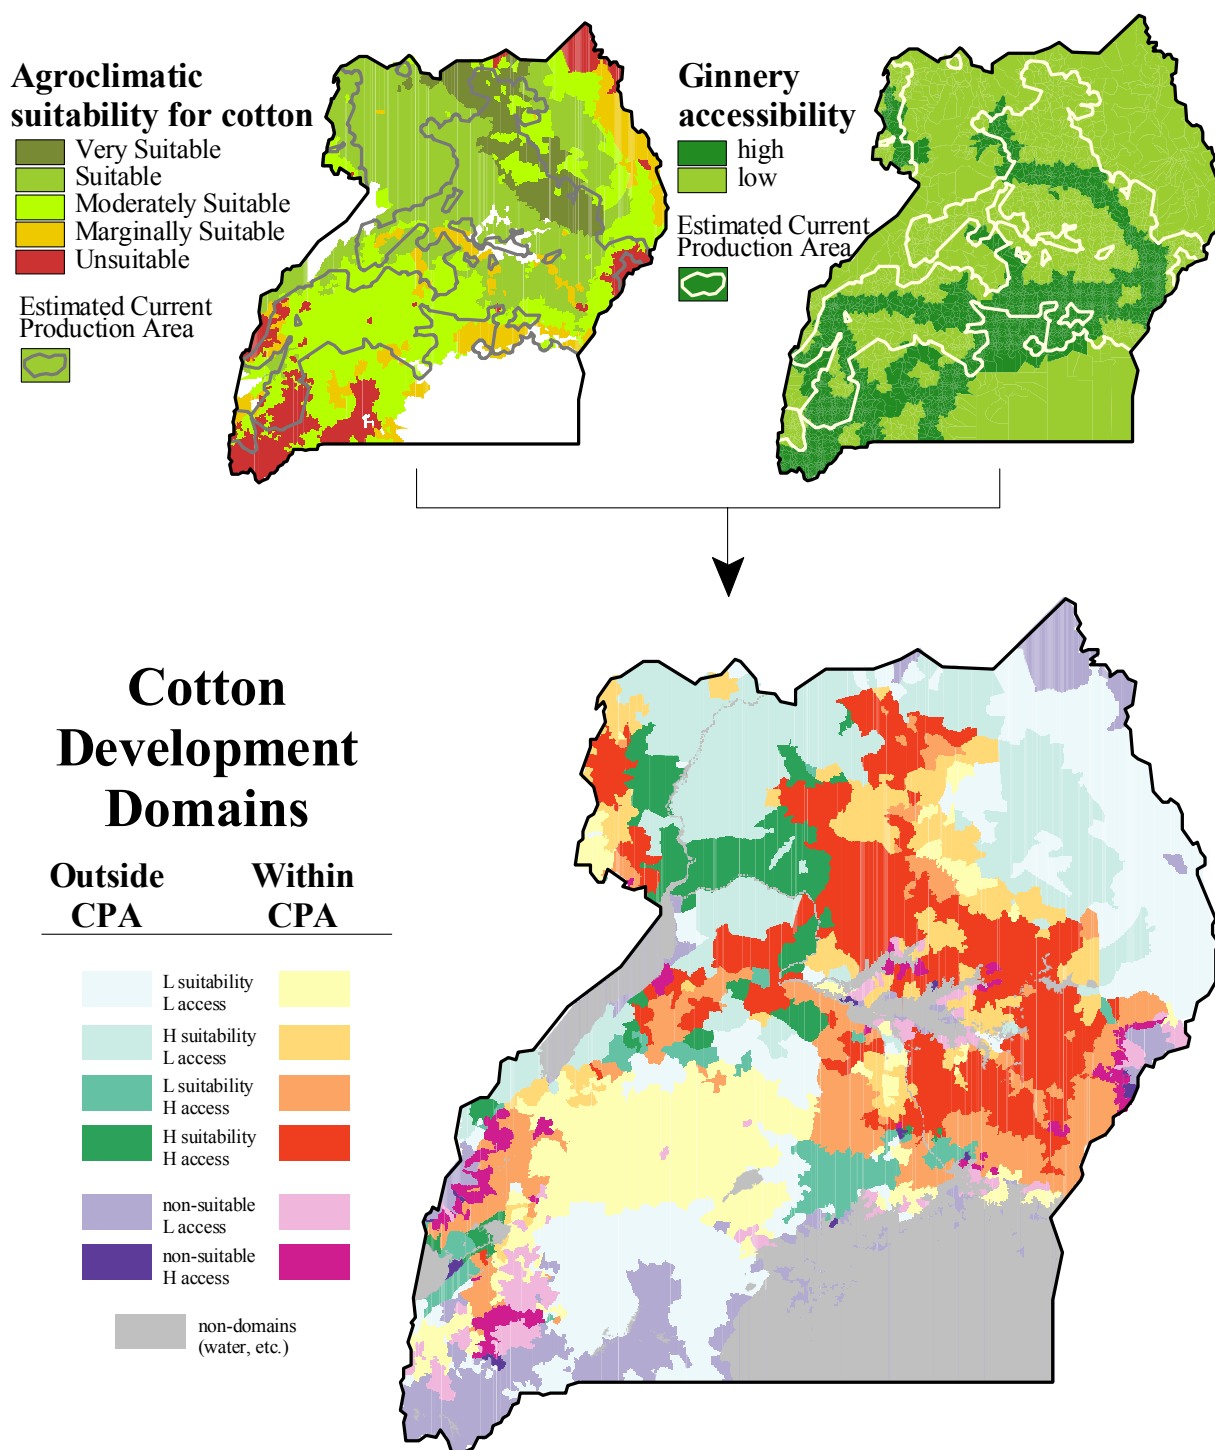 Agroclimatic
suitability for cotton
Very Suitable
Suitable
Moderately Suitable
Marginally Suitable
Unsuitable
Estimated Current
Production Area
Ginnery
accessibility
high
low
Estimated Current
Production Area
Cotton
Development
Domains
Outside
CPA
Within
CPA
L suitability
L access
H suitability
L access
L suitability
H access
H suitability
H access
non-suitable
L access
non-suitable
H access
non-domains
(water, etc.)